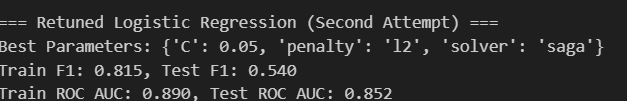 === Retuned Logistic Regression (Second Attempt) ===
Best Parameters: {'C': 0.05, 'penalty': 'l2', 'solver': 'saga'}
Train F1: 0.815, Test F1: 0.540
Train ROC AUC: 0.890, Test ROC AUC: 0.852